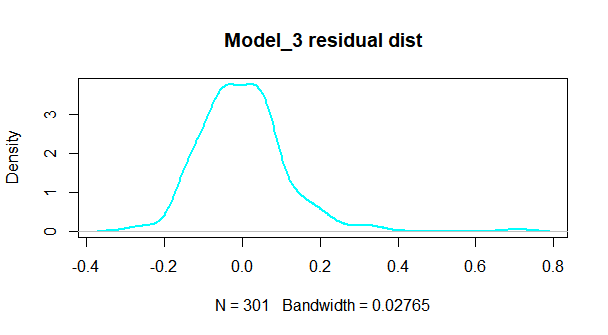 Model_3 residual dist
Density
3
2
1
0
-0.4 -0.2 0.0 0.2 0.4 0.6 0.8
N = 301 Bandwidth = 0.02765